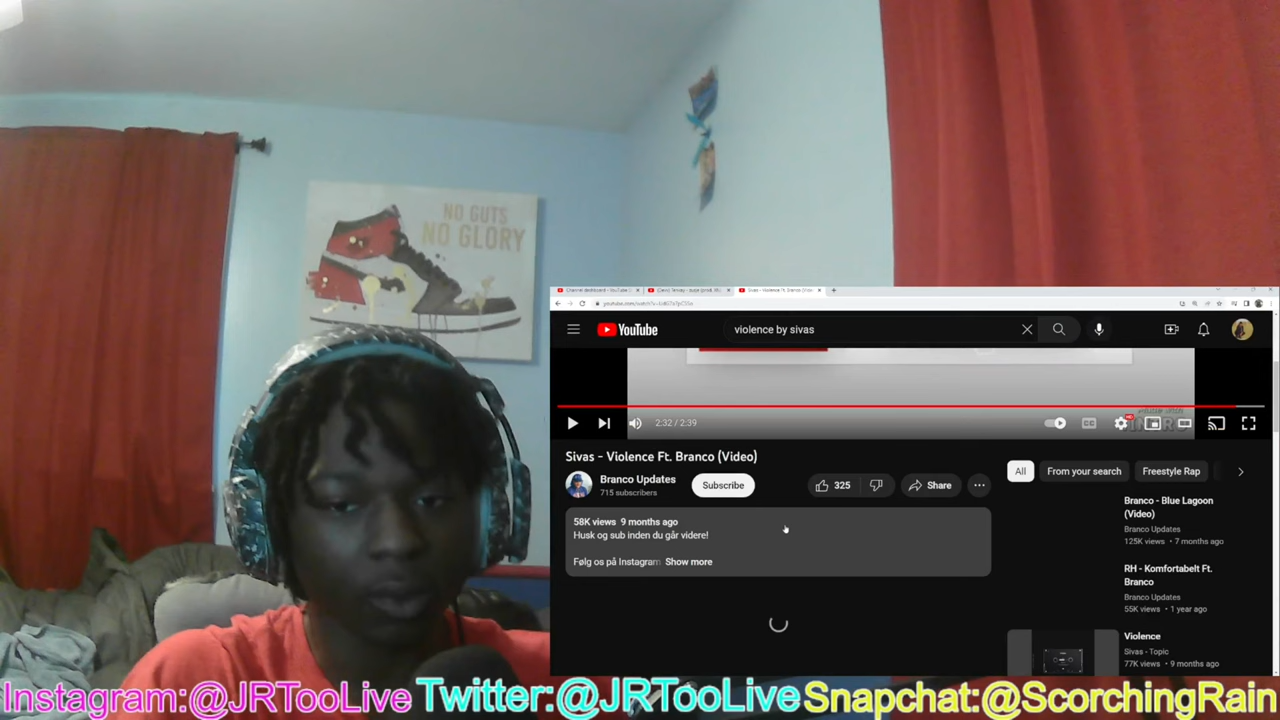 NO GUTS
NO GLORY
YouTube
violence by sivas
2:32 / 2:39
HD
Sivas - Violence Ft. Branco (Video)
Branco Updates
715 subscribers
Subscribe
325
Share
58K views 9 months ago
Husk og sub inden du går videre!
Følg os på Instagram Show more
All
From your search
Freestyle Rap
Branco - Blue Lagoon
(Video)
Branco Updates
125K views • 7 months ago
RH - Komfortabelt Ft.
Branco
Branco Updates
55K views • 1 year ago
Violence
Sivas - Topic
77K views • 9 months ago
Instagram:@JRTooLive Twitter:@JRTooLive Snapchat:@ScorchingRain